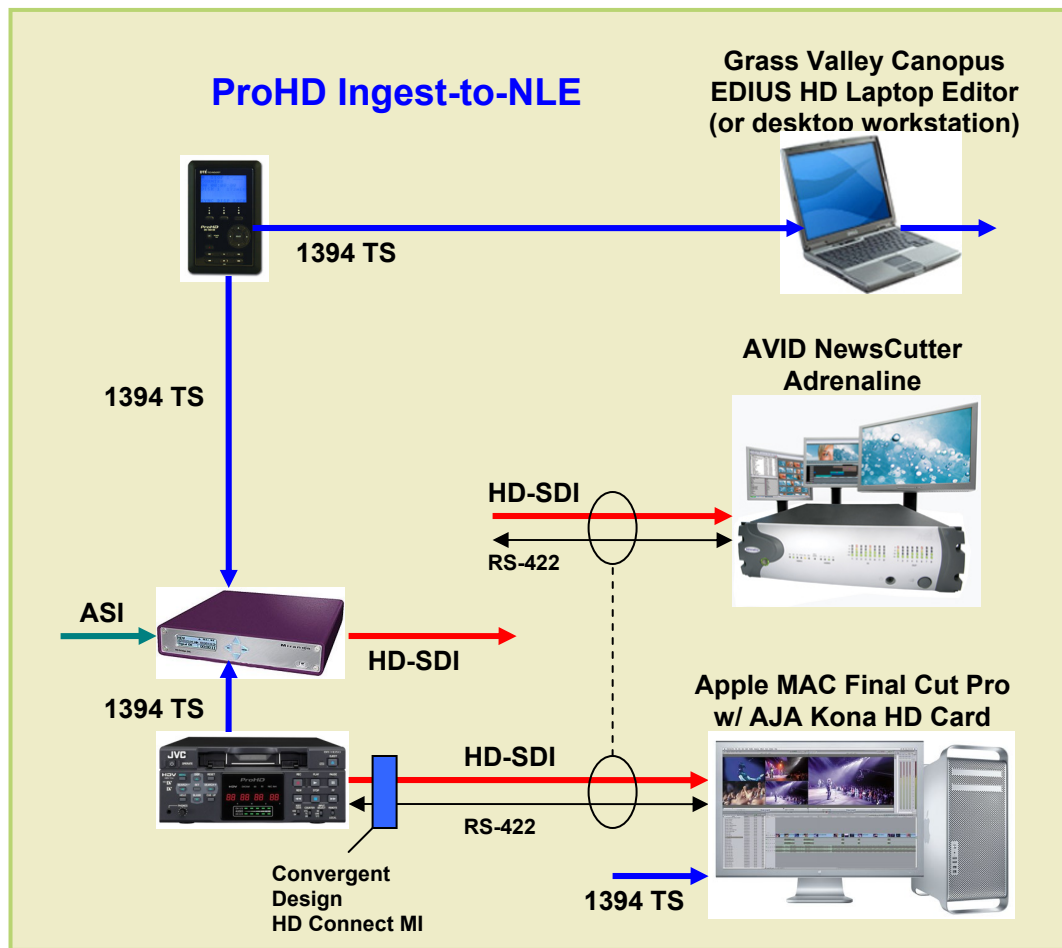 ProHD Ingest-to-NLE
Grass Valley Canopus
EDIUS HD Laptop Editor
(or desktop workstation)
1394 TS
1394 TS
AVID NewsCutter
Adrenaline
HD-SDI
RS-422
ASI
HD-SDI
1394 TS
Apple MAC Final Cut Pro
w/ AJA Kona HD Card
JVC
HDV
ProHD
HD-SDI
RS-422
Convergent
Design
HD Connect MI
1394 TS